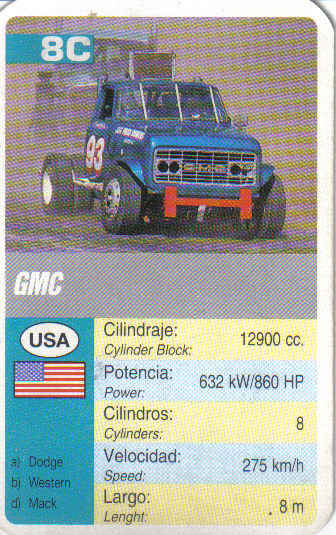 8C
93
GMC
USA
Cilindraje: 12900 cc.
Cylinder Block:
Potencia: 632 kW/860 HP
Power:
Cilindros: 8
Cylinders:
Velocidad: 275 km/h
Speed:
Largo: 8 m
Lenght:
a) Dodge
b) Western
d) Mack